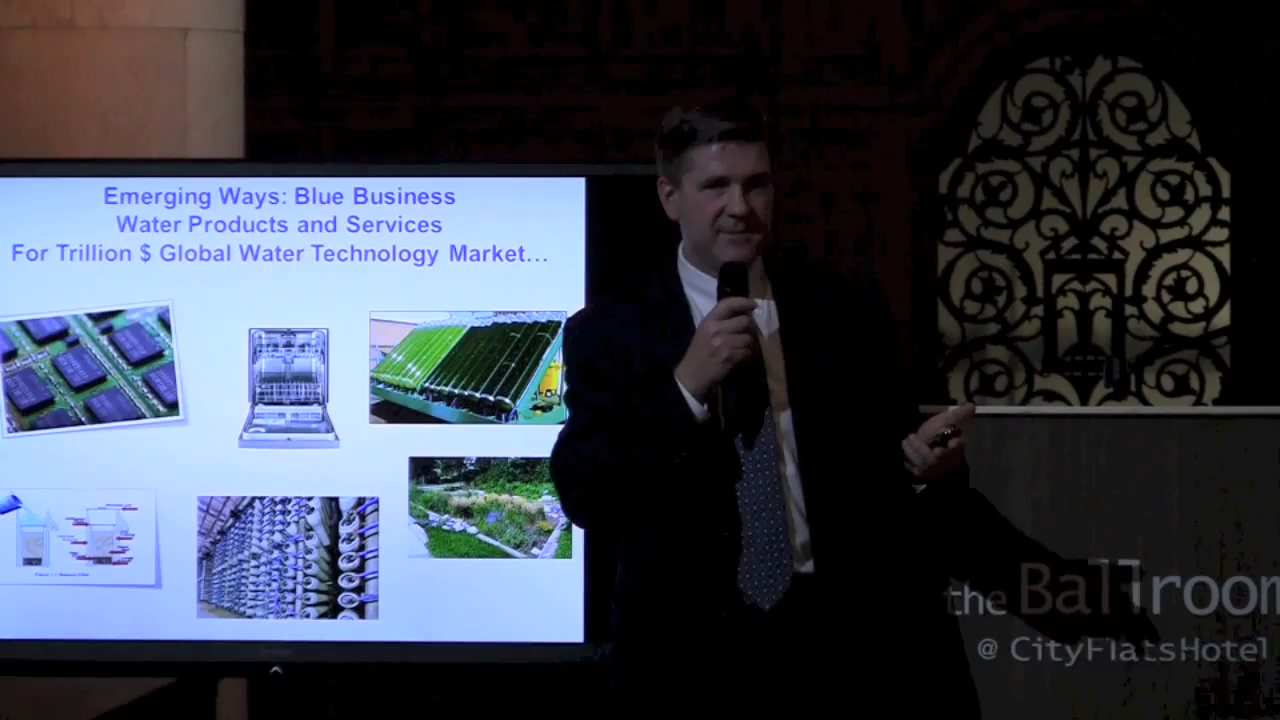 Emerging Ways: Blue Business
Water Products and Services
For Trillion $ Global Water Technology Market…
the Ballroom
@ CityFlatsHotel